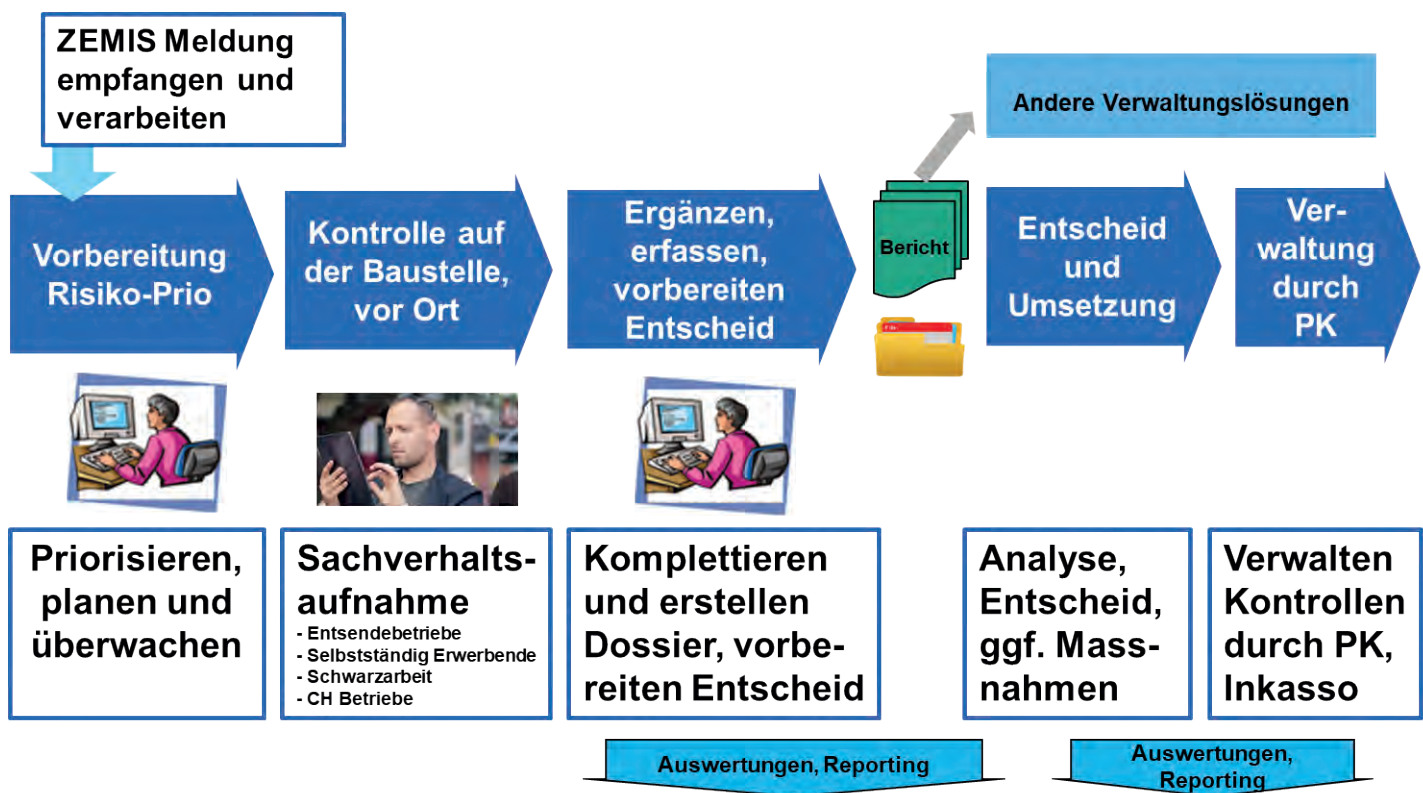 ZEMIS Meldung
empfangen und
verarbeiten
Andere Verwaltungslösungen
Vorbereitung
Risiko-Prio
Kontrolle auf
der Baustelle,
vor Ort
Ergänzen,
erfassen,
vorbereiten
Entscheid
Bericht
Entscheid
und
Umsetzung
Ver-
waltung
durch
PK
Priorisieren,
planen und
überwachen
Sachverhalts-
aufnahme
- Entsendebetriebe
- Selbstständig Erwerbende
- Schwarzarbeit
- CH Betriebe
Komplettieren
und erstellen
Dossier, vorbe-
reiten Entscheid
Analyse,
Entscheid,
ggf. Mass-
nahmen
Verwalten
Kontrollen
durch PK,
Inkasso
Auswertungen, Reporting
Auswertungen,
Reporting